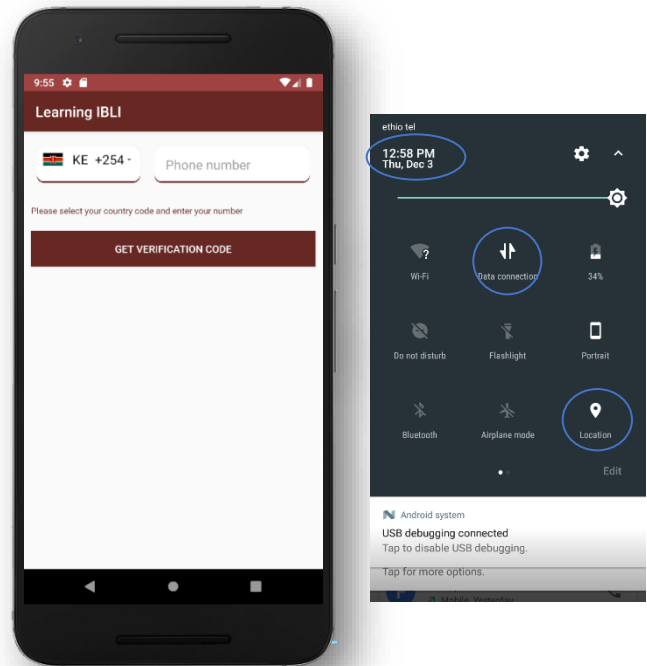 9:55
Learning IBLI
KE +254
Phone number
Please select your country code and enter your number
GET VERIFICATION CODE
ethio tel
12:58 PM
Thu, Dec 3
?
Wi-Fi
Data connection
34%
Do not disturb
Flashlight
Portrait
Bluetooth
Airplane mode
Location
Edit
N Android system
USB debugging connected
Tap to disable USB debugging.
Tap for more options.
Mobile, Yesterday